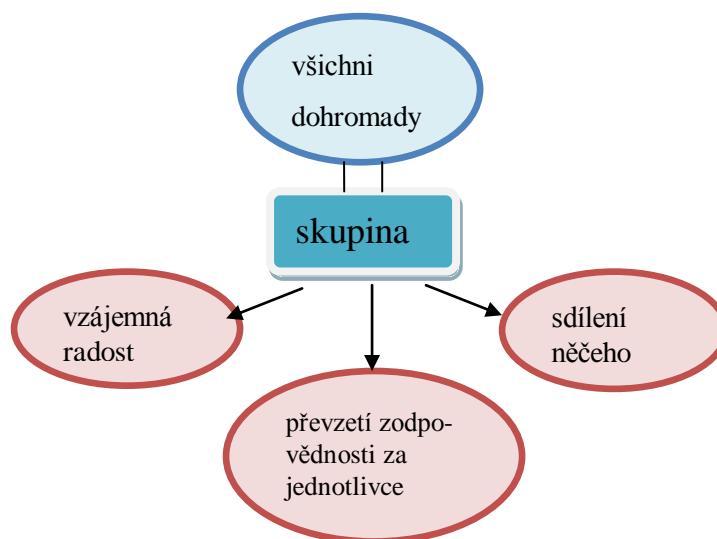 všichni
dohromady
skupina
vzájemná
radost
sdílení
něčeho
převzetí zodpo-
vědnosti za
jednotlivce